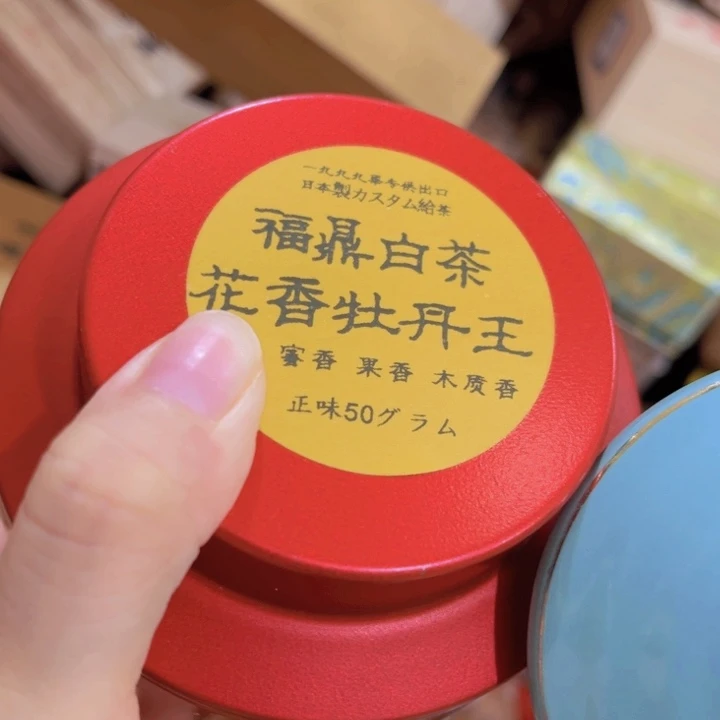 一九九九幕今供出口
日本製カスタム給茶
福鼎白茶
花香牡丹王
蜜香 果香 木质香
正味50グラム